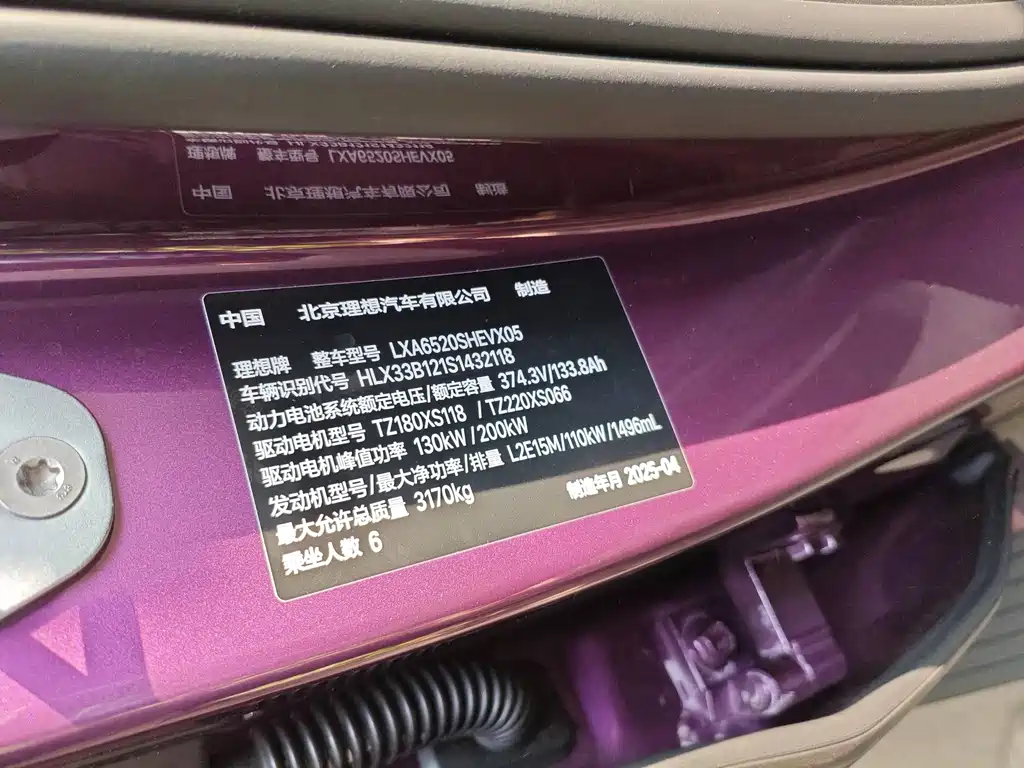 中国 北京理想汽车有限公司 制造
理想牌 整车型号 LXA6520SHEVX05
车辆识别代号 HLX33B121S1432118
动力电池系统额定电压/额定容量 374.3V/133.8Ah
驱动电机型号 TZ180XS118 / TZ220XS066
驱动电机峰值功率 130kW/200kW
发动机型号/最大净功率/排量 L2E15M/110kW/1496mL
最大允许总质量 3170kg
乘坐人数 6 制造年月 2025-04